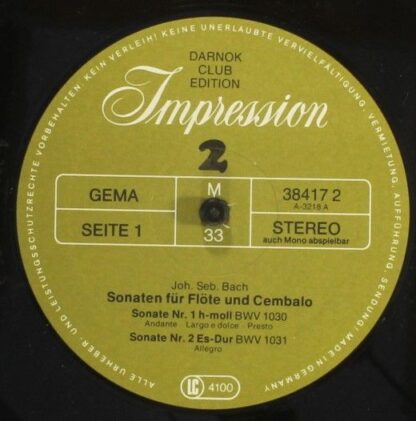 ALLE URHEBER- UND LEISTUNGSSCHUTZRECHTE VORBEHALTEN · KEIN VERLEIH! KEINE UNERLAUBTE VERVIELFÄLTIGUNG, VERMIETUNG, AUFFÜHRUNG, SENDUNG! MADE IN GERMANY
DARNOK
CLUB
EDITION
Impression
2
GEMA
M
38417 2
A-3218 A
SEITE 1
33
STEREO
auch Mono abspielbar
Joh. Seb. Bach
Sonaten für Flöte und Cembalo
Sonate Nr. 1 h-moll BWV 1030
Andante Largo e dolce Presto
Sonate Nr. 2 Es-Dur BWV 1031
Allegro
LC 4100